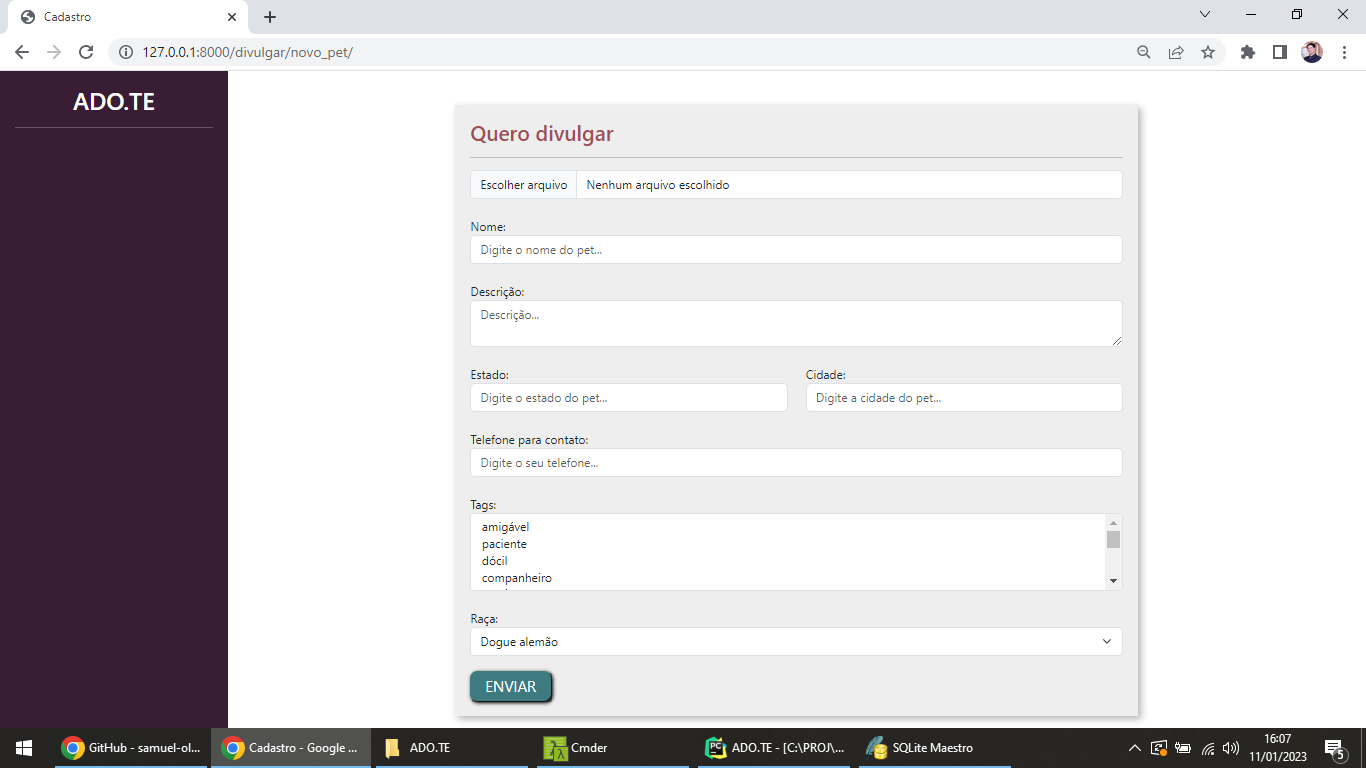 Cadastro
127.0.0.1:8000/divulgar/novo_pet/
ADO.TE
Quero divulgar
Escolher arquivo Nenhum arquivo escolhido
Nome:
Digite o nome do pet...
Descrição:
Descrição...
Estado: Cidade:
Digite o estado do pet... Digite a cidade do pet...
Telefone para contato:
Digite o seu telefone...
Tags:
amigável
paciente
dócil
companheiro
Raça:
Dogue alemão
ENVIAR
GitHub - samuel-ol... Cadastro - Google ... ADO.TE Cmder ADO.TE - [C:\PROJ\... SQLite Maestro
16:07
11/01/2023
5